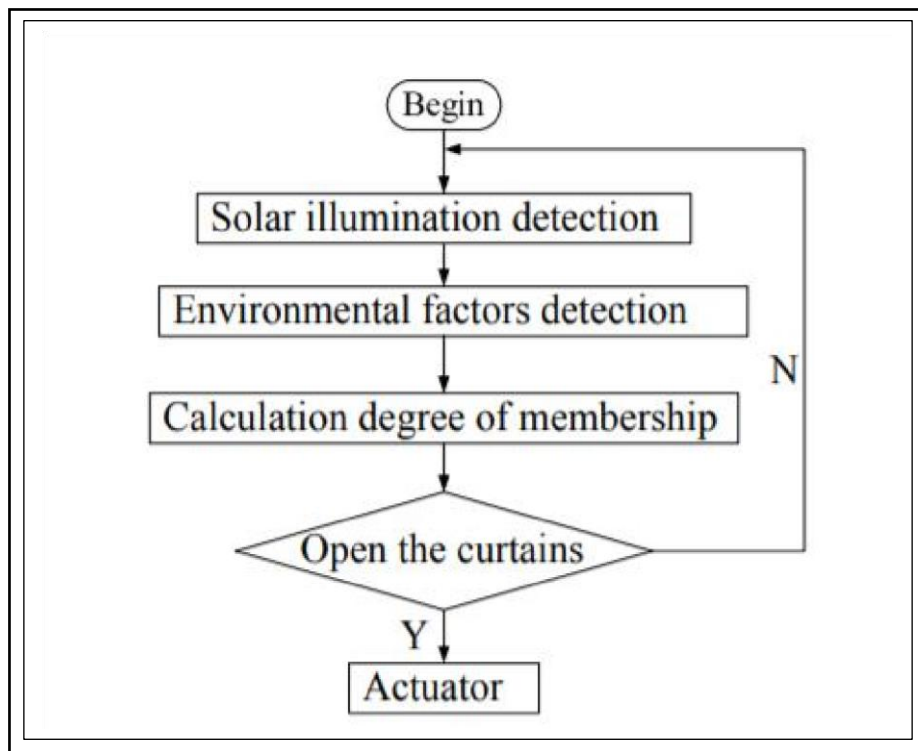 Begin
Solar illumination detection
Environmental factors detection
N
Calculation degree of membership
Open the curtains
Y
Actuator